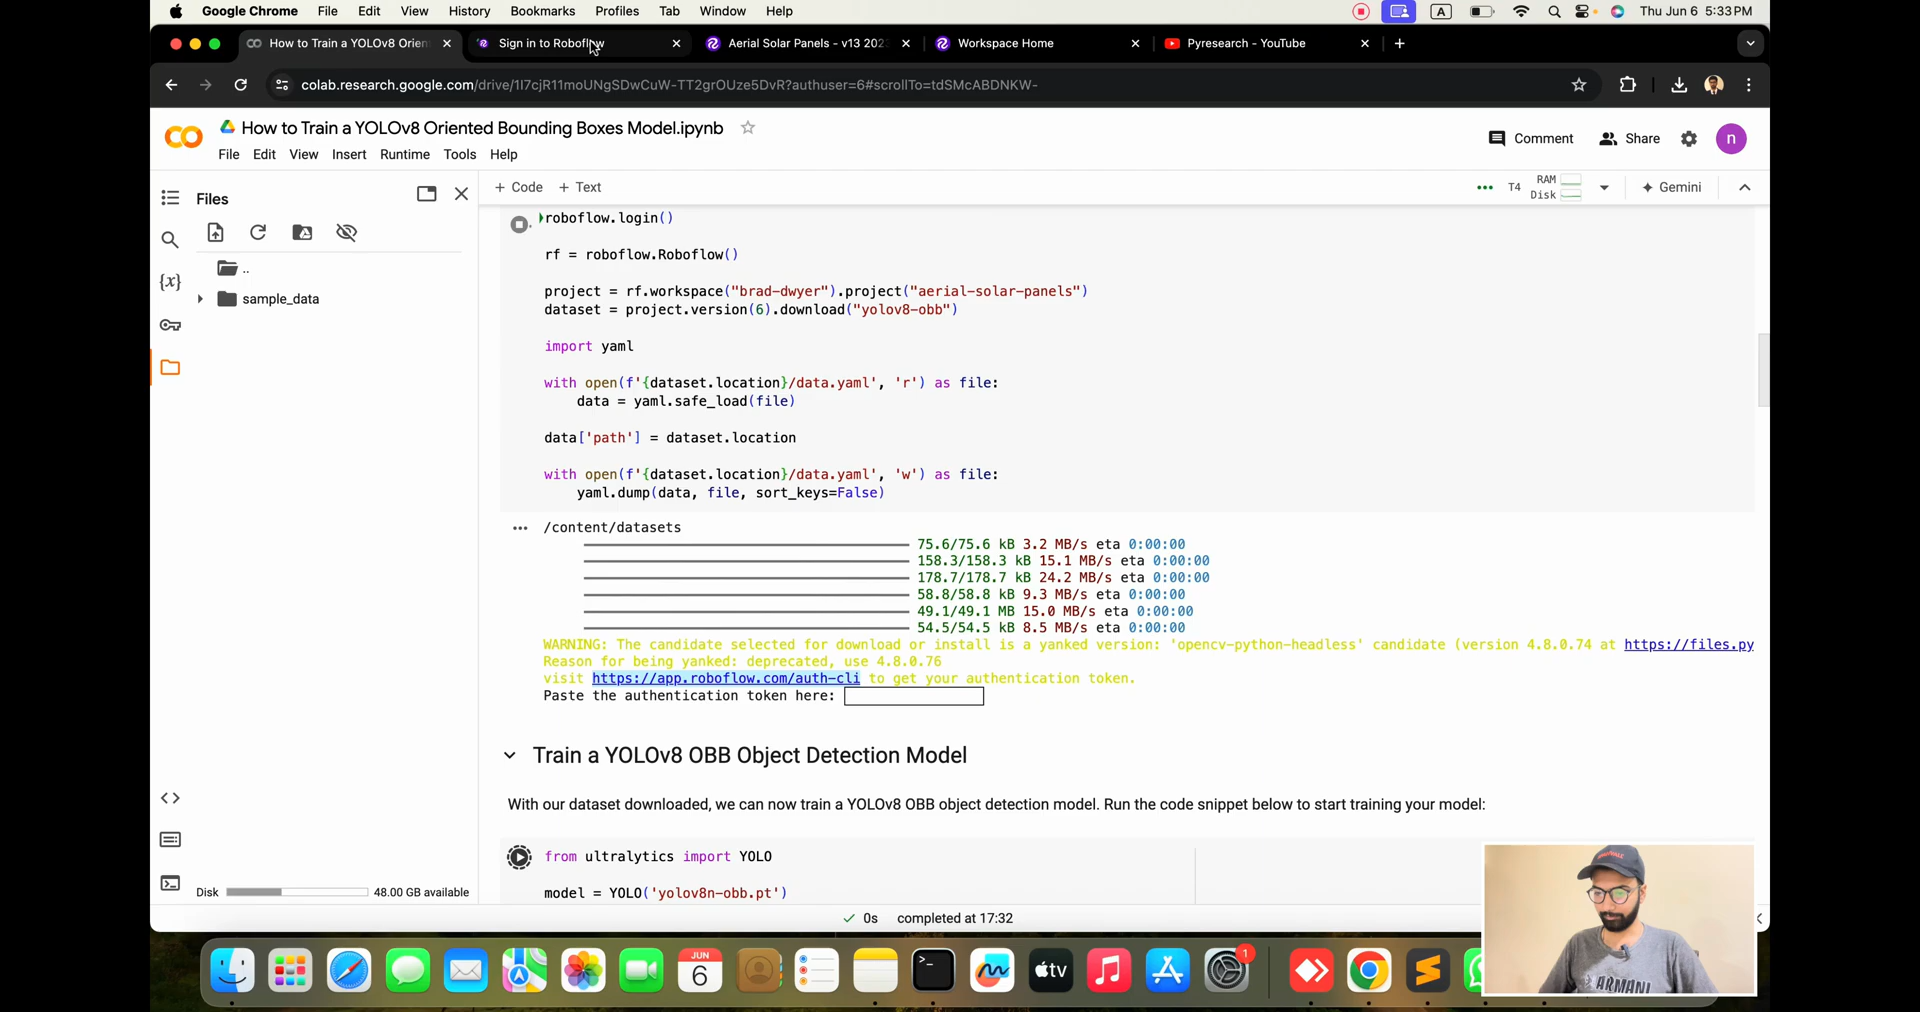 Google Chrome File Edit View History Bookmarks Profiles Tab Window Help A Thu Jun 6 5:33 PM
How to Train a YOLOv8 Orien Sign in to Roboflow Aerial Solar Panels - v13 202 Workspace Home Pyresearch - YouTube
colab.research.google.com/drive/1I7cjR11moUNgSDwCuW-TT2grOUze5DvR?authuser=6#scrollTo=tdSMcABDNKW-
How to Train a YOLOv8 Oriented Bounding Boxes Model.ipynb
Comment Share n
File Edit View Insert Runtime Tools Help
Files
+ Code + Text
T4 RAM Disk Gemini
..
sample_data
roboflow.login()
rf = roboflow.Roboflow()
project = rf.workspace("brad-dwyer").project("aerial-solar-panels")
dataset = project.version(6).download("yolov8-obb")
import yaml
with open(f'{dataset.location}/data.yaml', 'r') as file:
data = yaml.safe_load(file)
data['path'] = dataset.location
with open(f'{dataset.location}/data.yaml', 'w') as file:
yaml.dump(data, file, sort_keys=False)
/content/datasets
75.6/75.6 kB 3.2 MB/s eta 0:00:00
158.3/158.3 kB 15.1 MB/s eta 0:00:00
178.7/178.7 kB 24.2 MB/s eta 0:00:00
58.8/58.8 kB 9.3 MB/s eta 0:00:00
49.1/49.1 MB 15.0 MB/s eta 0:00:00
54.5/54.5 kB 8.5 MB/s eta 0:00:00
WARNING: The candidate selected for download or install is a yanked version: 'opencv-python-headless' candidate (version 4.8.0.74 at https://files.py
Reason for being yanked: deprecated, use 4.8.0.76
visit https://app.roboflow.com/auth-cli to get your authentication token.
Paste the authentication token here:
Train a YOLOv8 OBB Object Detection Model
With our dataset downloaded, we can now train a YOLOv8 OBB object detection model. Run the code snippet below to start training your model:
from ultralytics import YOLO
model = YOLO('yolov8n-obb.pt')
Disk 48.00 GB available
0s completed at 17:32
JUN
6
tv
1
ARMANI